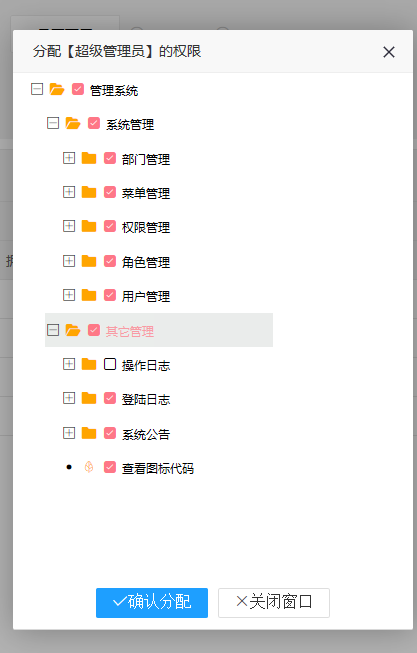 分配【超级管理员】的权限
管理系统
系统管理
部门管理
菜单管理
权限管理
角色管理
用户管理
其它管理
操作日志
登陆日志
系统公告
查看图标代码
确认分配
关闭窗口